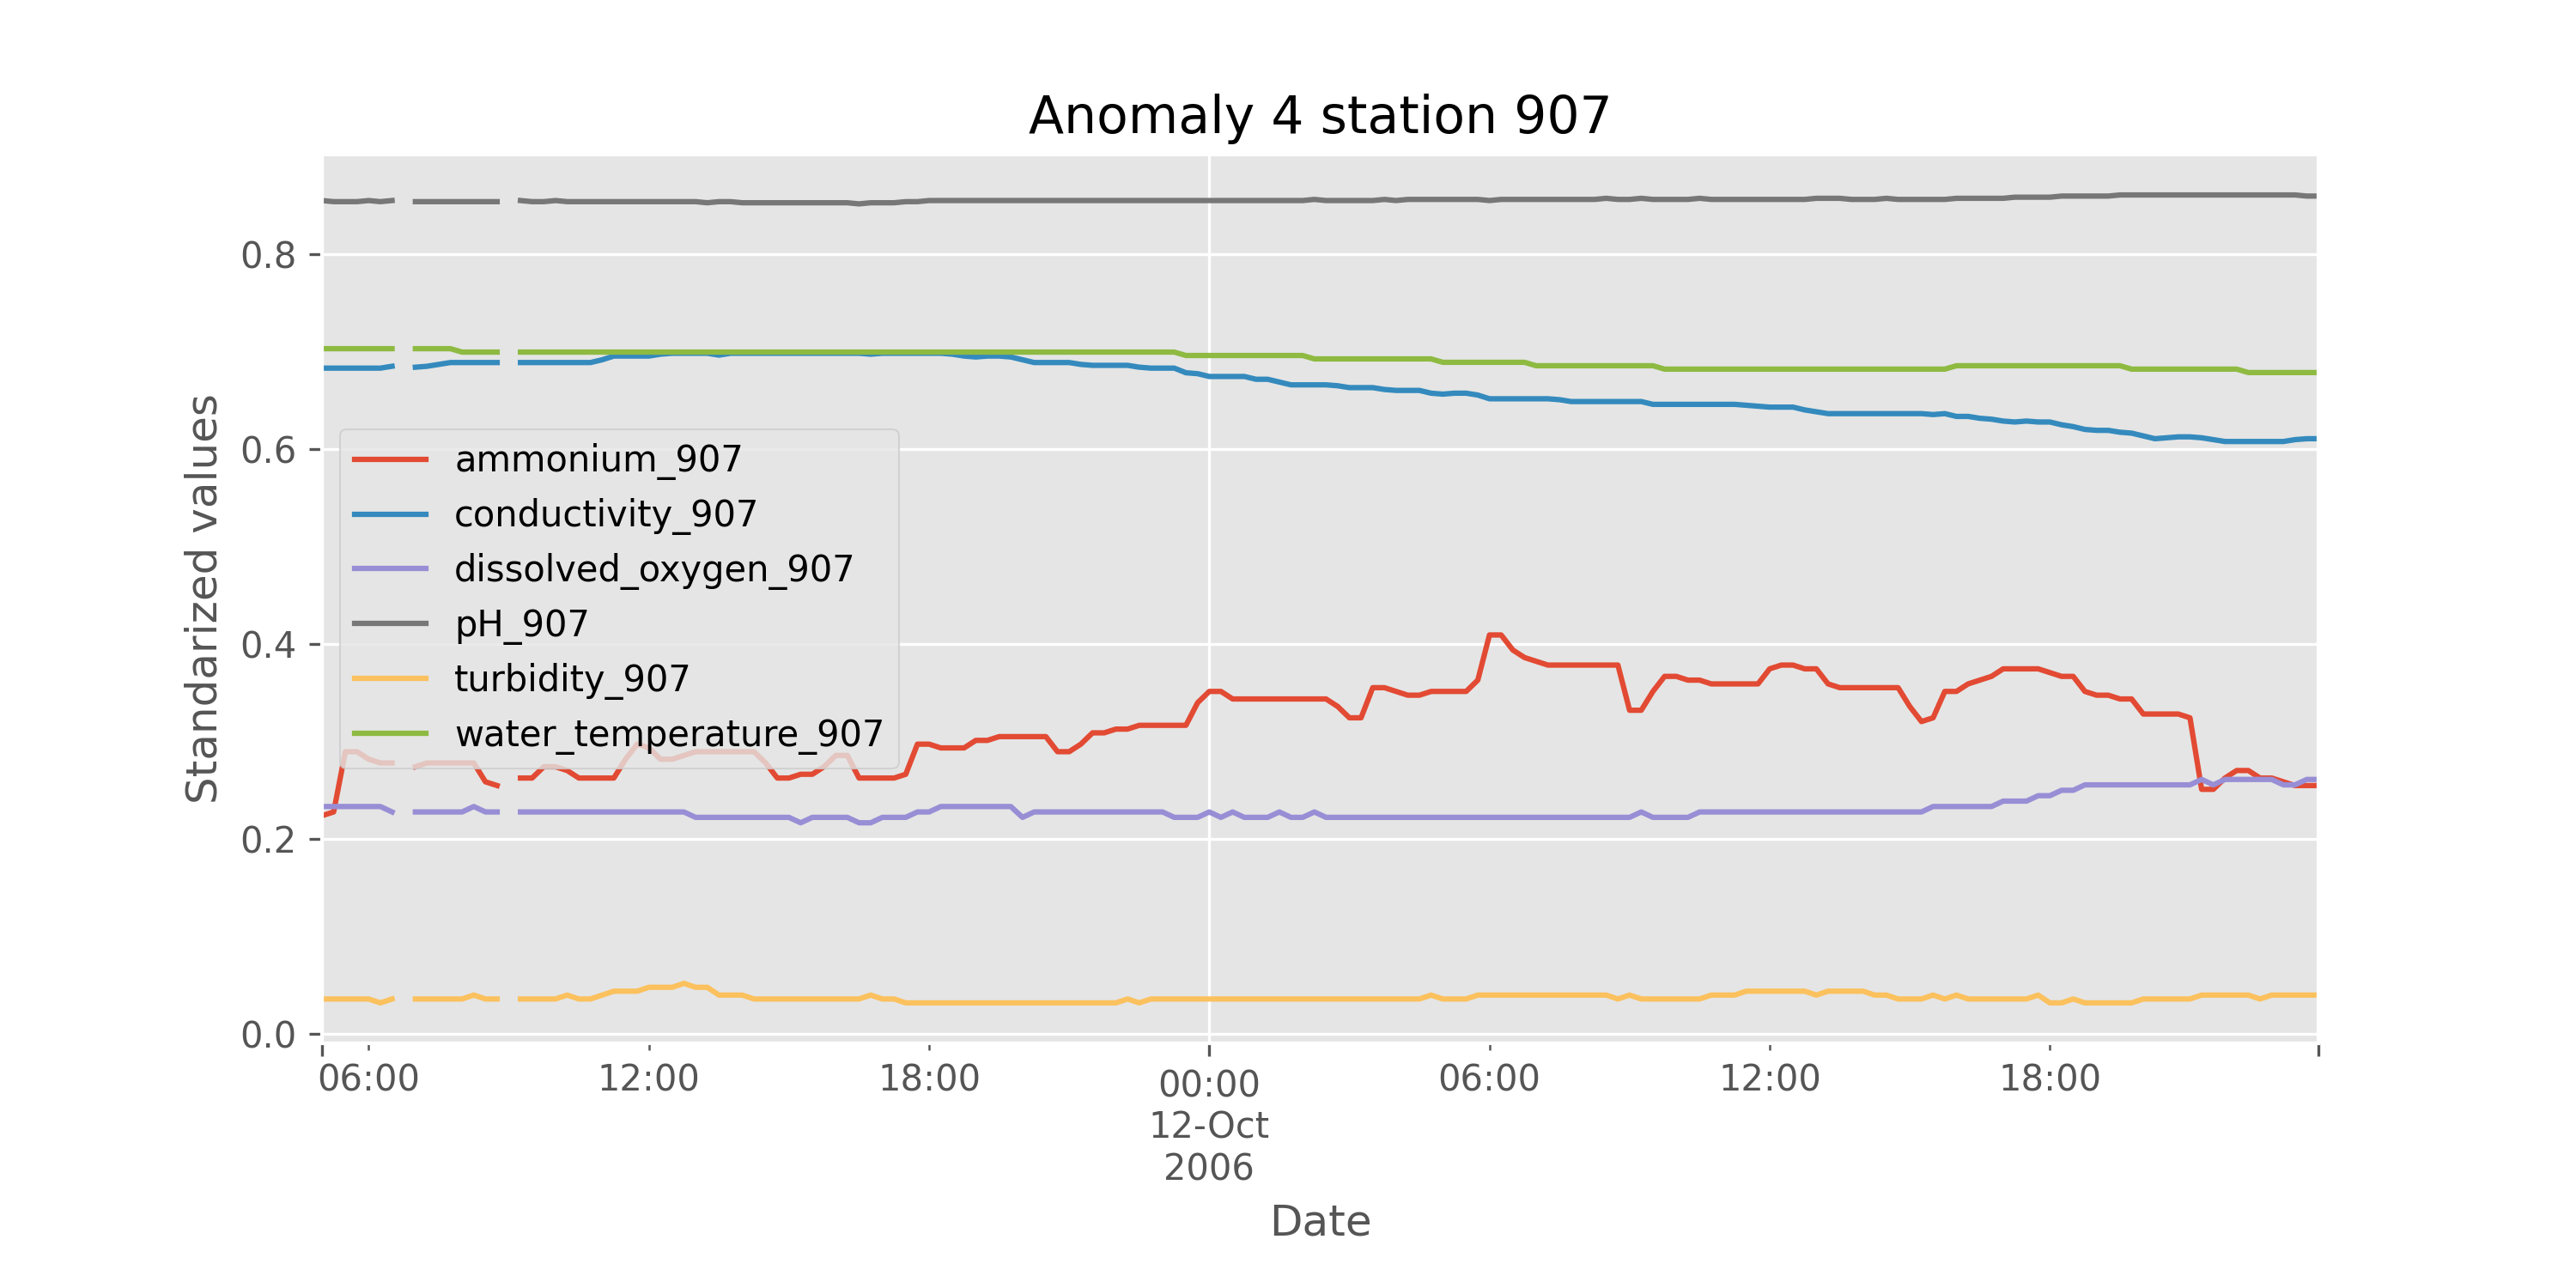 Anomaly 4 station 907
Standarized values
0.8
0.6
0.4
0.2
0.0
ammonium_907
conductivity_907
dissolved_oxygen_907
pH_907
turbidity_907
water_temperature_907
06:00 12:00 18:00 00:00 06:00 12:00 18:00
12-Oct
2006
Date